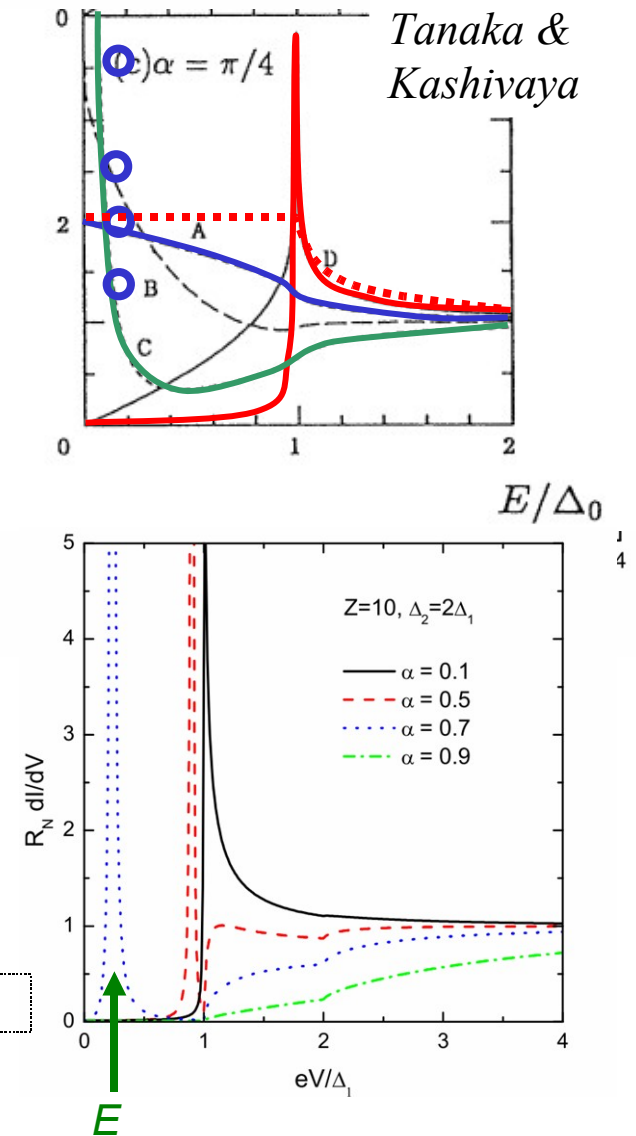 Tanaka &
Kashivaya
0
(c)α = π/4
2
A
D
B
C
0
1
2
E/Δ₀
4
5
Z=10, Δ₂=2Δ₁
4
α = 0.1
α = 0.5
3
α = 0.7
α = 0.9
R_N dI/dV
2
1
0
0
1
2
3
4
eV/Δ₁
E